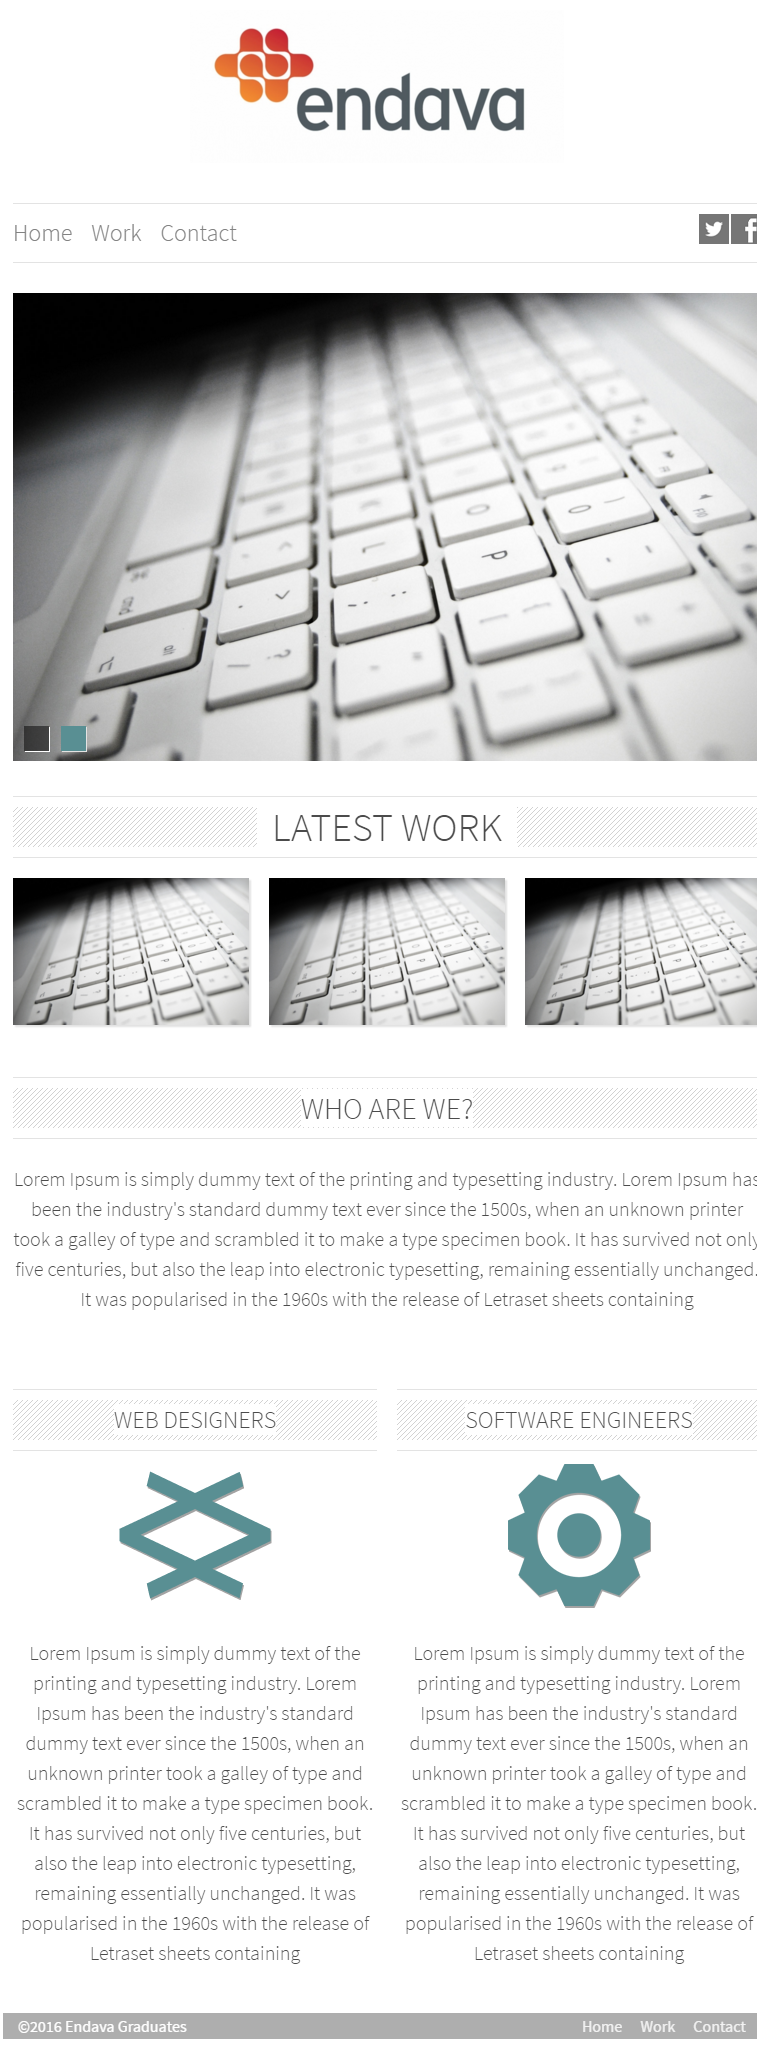 endava
Home Work Contact
LATEST WORK
WHO ARE WE?
Lorem Ipsum is simply dummy text of the printing and typesetting industry. Lorem Ipsum has
been the industry's standard dummy text ever since the 1500s, when an unknown printer
took a galley of type and scrambled it to make a type specimen book. It has survived not only
five centuries, but also the leap into electronic typesetting, remaining essentially unchanged.
It was popularised in the 1960s with the release of Letraset sheets containing
WEB DESIGNERS
Lorem Ipsum is simply dummy text of the
printing and typesetting industry. Lorem
Ipsum has been the industry's standard
dummy text ever since the 1500s, when an
unknown printer took a galley of type and
scrambled it to make a type specimen book.
It has survived not only five centuries, but
also the leap into electronic typesetting,
remaining essentially unchanged. It was
popularised in the 1960s with the release of
Letraset sheets containing
SOFTWARE ENGINEERS
Lorem Ipsum is simply dummy text of the
printing and typesetting industry. Lorem
Ipsum has been the industry's standard
dummy text ever since the 1500s, when an
unknown printer took a galley of type and
scrambled it to make a type specimen book.
It has survived not only five centuries, but
also the leap into electronic typesetting,
remaining essentially unchanged. It was
popularised in the 1960s with the release of
Letraset sheets containing
©2016 Endava Graduates
Home Work Contact